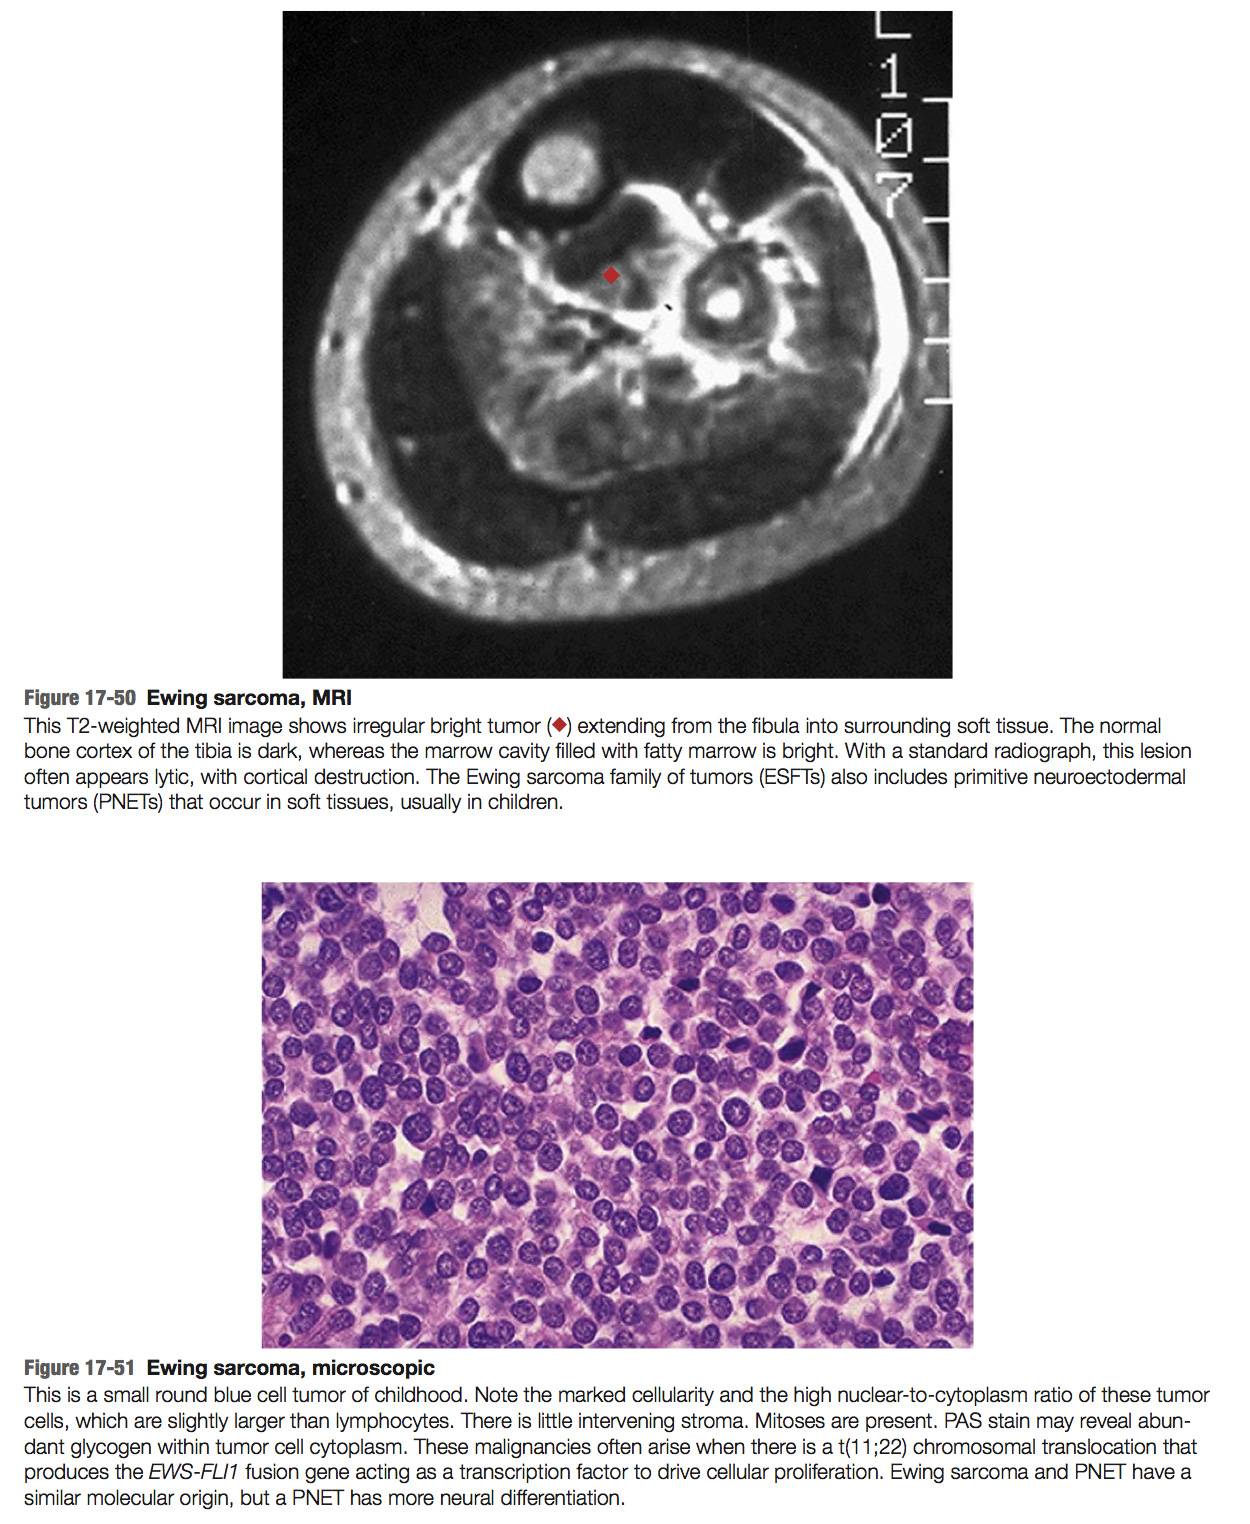 L
1
0
7
Figure 17-50 Ewing sarcoma, MRI
This T2-weighted MRI image shows irregular bright tumor (◆) extending from the fibula into surrounding soft tissue. The normal
bone cortex of the tibia is dark, whereas the marrow cavity filled with fatty marrow is bright. With a standard radiograph, this lesion
often appears lytic, with cortical destruction. The Ewing sarcoma family of tumors (ESFTs) also includes primitive neuroectodermal
tumors (PNETs) that occur in soft tissues, usually in children.
Figure 17-51 Ewing sarcoma, microscopic
This is a small round blue cell tumor of childhood. Note the marked cellularity and the high nuclear-to-cytoplasm ratio of these tumor
cells, which are slightly larger than lymphocytes. There is little intervening stroma. Mitoses are present. PAS stain may reveal abun-
dant glycogen within tumor cell cytoplasm. These malignancies often arise when there is a t(11;22) chromosomal translocation that
produces the EWS-FLI1 fusion gene acting as a transcription factor to drive cellular proliferation. Ewing sarcoma and PNET have a
similar molecular origin, but a PNET has more neural differentiation.